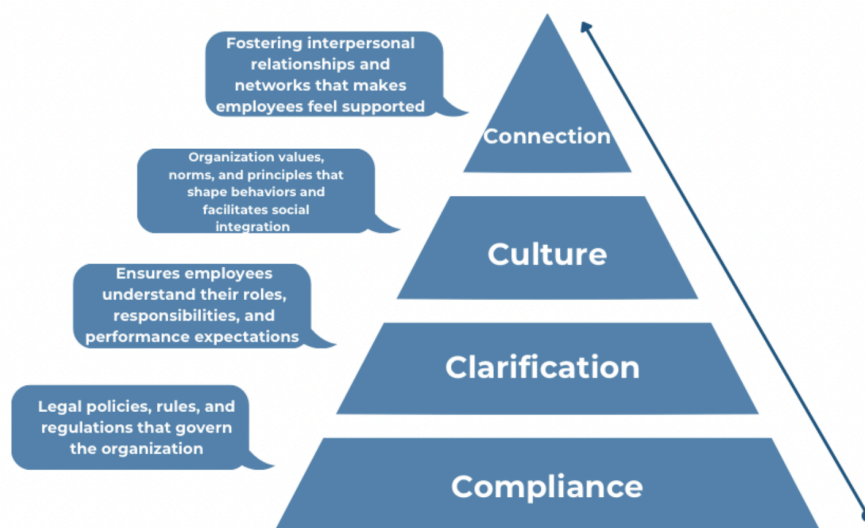 Fostering interpersonal
relationships and
networks that makes
employees feel supported
Connection
Organization values,
norms, and principles that
shape behaviors and
facilitates social
integration
Culture
Ensures employees
understand their roles,
responsibilities, and
performance expectations
Clarification
Legal policies, rules, and
regulations that govern
the organization
Compliance